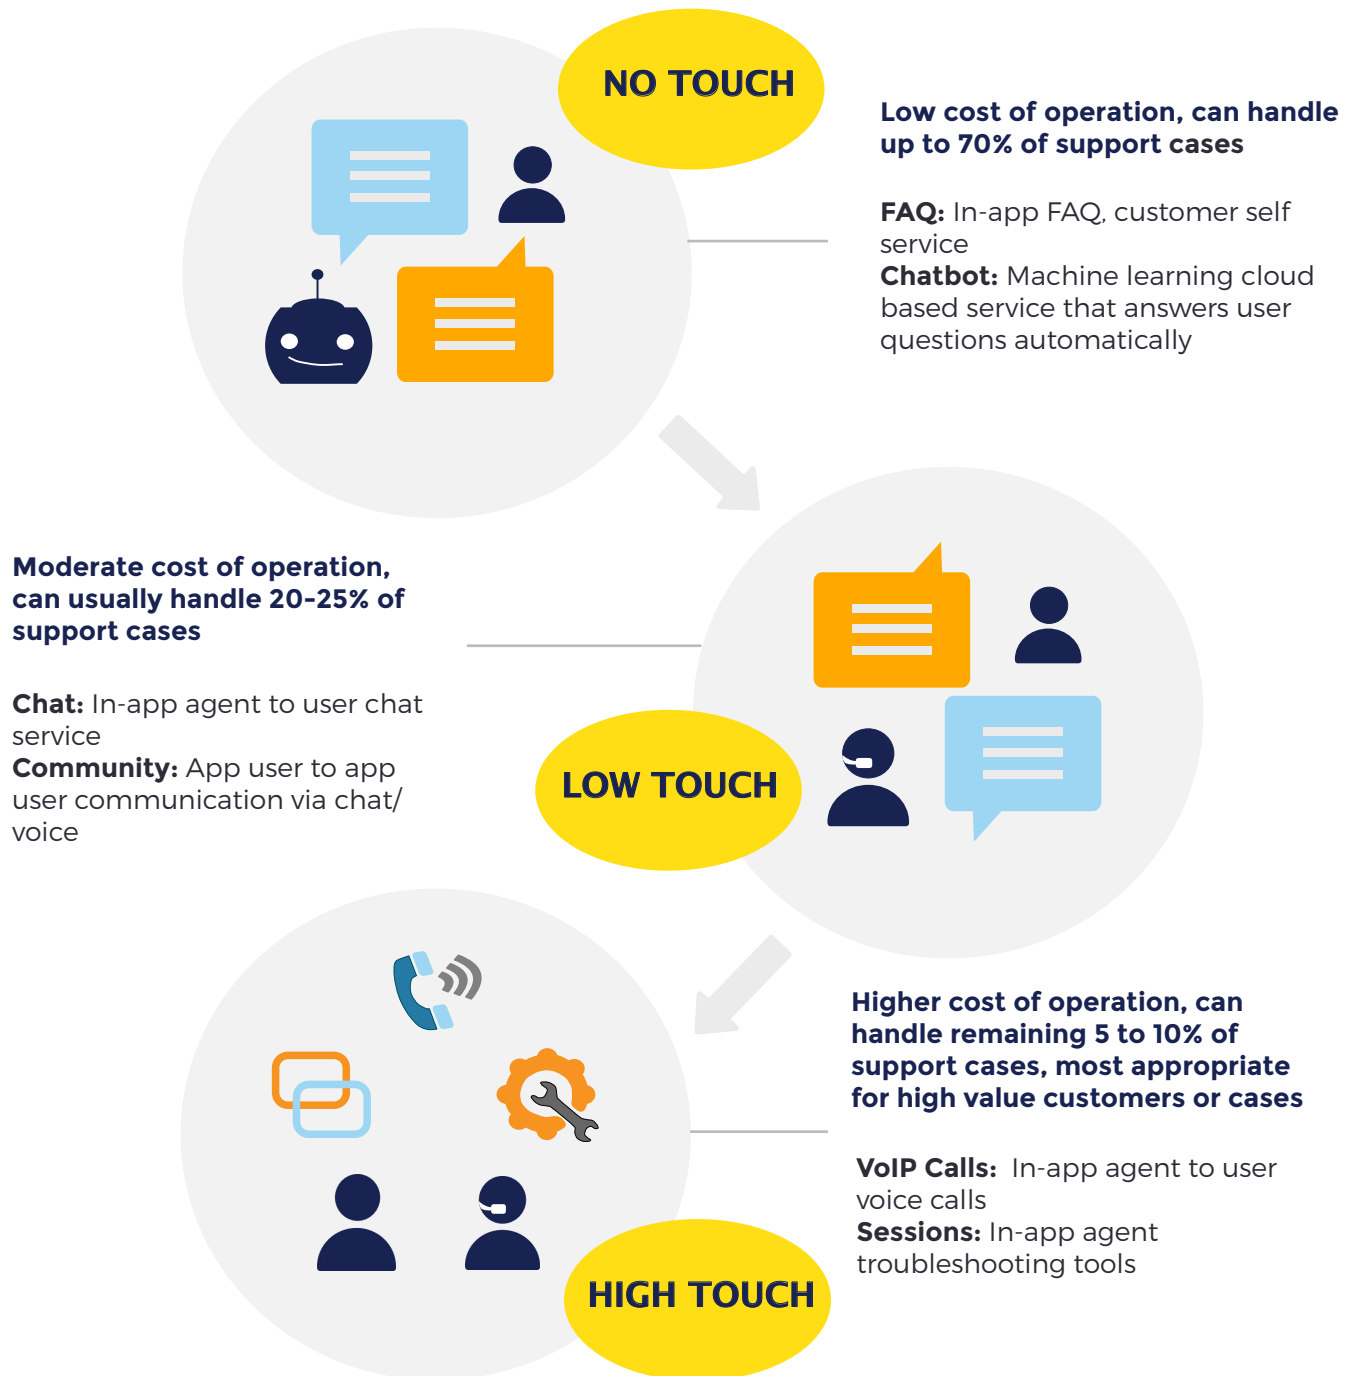 NO TOUCH
Low cost of operation, can handle
up to 70% of support cases
FAQ: In-app FAQ, customer self
service
Chatbot: Machine learning cloud
based service that answers user
questions automatically
Moderate cost of operation,
can usually handle 20-25% of
support cases
Chat: In-app agent to user chat
service
Community: App user to app
user communication via chat/
voice
LOW TOUCH
Higher cost of operation, can
handle remaining 5 to 10% of
support cases, most appropriate
for high value customers or cases
VoIP Calls: In-app agent to user
voice calls
Sessions: In-app agent
troubleshooting tools
HIGH TOUCH